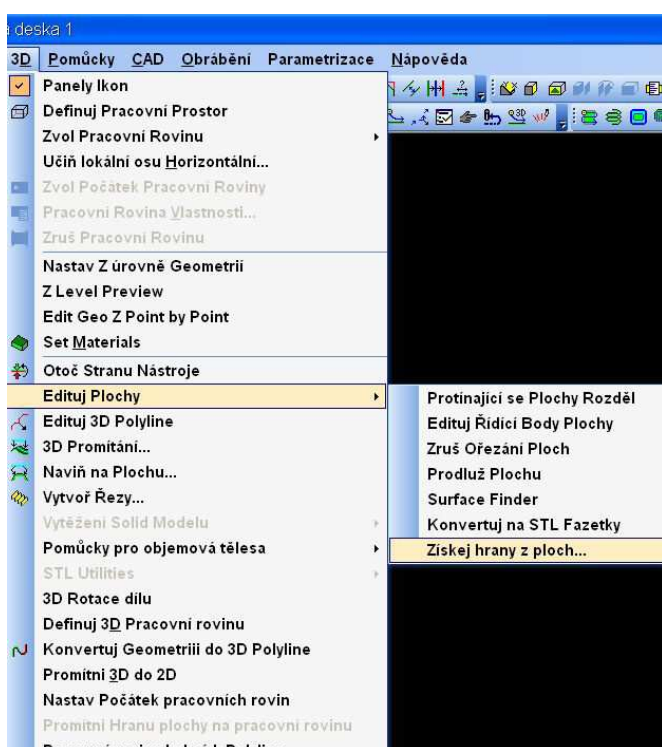 deska 1
3D Pomůcky CAD Obrábění Parametrizace Nápověda
Panely Ikon
Definuj Pracovní Prostor
Zvol Pracovní Rovinu
Učiň lokální osu Horizontální...
Zvol Počátek Pracovní Roviny
Pracovní Rovina Vlastnosti...
Zruš Pracovní Rovinu
Nastav Z úrovně Geometrií
Z Level Preview
Edit Geo Z Point by Point
Set Materials
Otoč Stranu Nástroje
Edituj Plochy
Edituj 3D Polyline
3D Promítání...
Naviň na Plochu...
Vytvoř Řezy...
Vytěžení Solid Modelu
Pomůcky pro objemová tělesa
STL Utilities
3D Rotace dílu
Definuj 3D Pracovní rovinu
Konvertuj Geometriii do 3D Polyline
Promítni 3D do 2D
Nastav Počátek pracovních rovin
Promítni Hranu plochy na pracovní rovinu
Protínající se Plochy Rozděl
Edituj Řídící Body Plochy
Zruš Ořezání Ploch
Prodluž Plochu
Surface Finder
Konvertuj na STL Fazetky
Získej hrany z ploch...